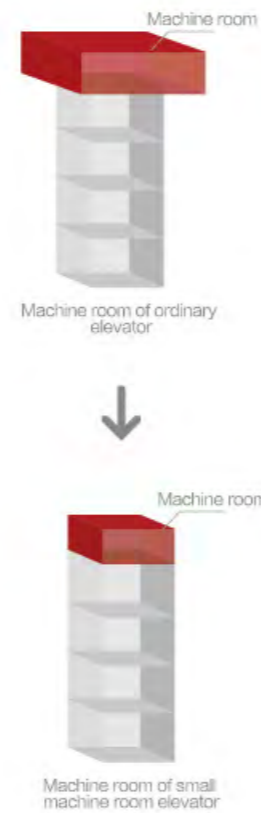 Machine room
Machine room of ordinary
elevator
Machine room
Machine room of small
machine room elevator